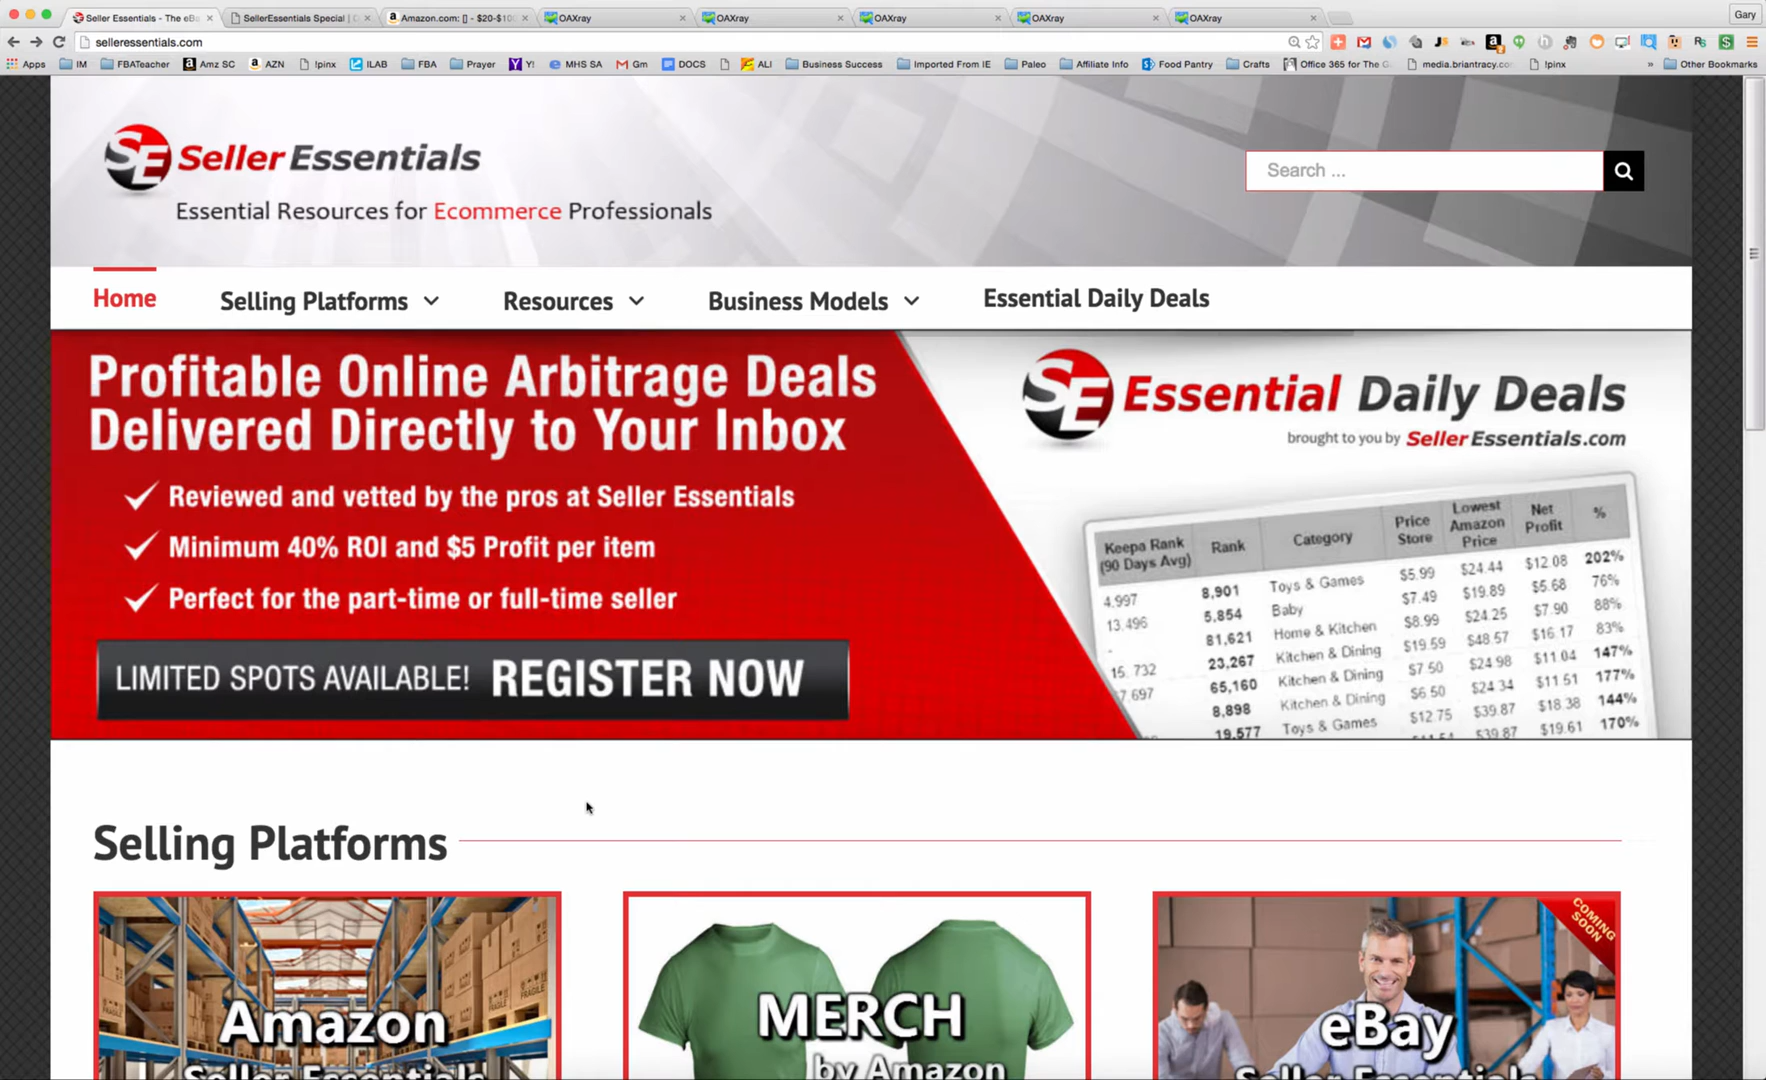 Seller Essentials - The eBa
SellerEssentials Special | D
Amazon.com: [] - $20-$100
OAXray
OAXray
OAXray
OAXray
OAXray
Gary
selleressentials.com
Apps
IM
FBATeacher
Amz SC
AZN
!pinx
ILAB
FBA
Prayer
Y!
MHS SA
Gm
DOCS
ALI
Business Success
Imported From IE
Paleo
Affiliate Info
Food Pantry
Crafts
Office 365 for The G
media.briantracy.co
!pinx
»
Other Bookmarks
SE Seller Essentials
Essential Resources for Ecommerce Professionals
Search ...
Home
Selling Platforms
Resources
Business Models
Essential Daily Deals
Profitable Online Arbitrage Deals
Delivered Directly to Your Inbox
Reviewed and vetted by the pros at Seller Essentials
Minimum 40% ROI and $5 Profit per item
Perfect for the part-time or full-time seller
LIMITED SPOTS AVAILABLE! REGISTER NOW
SE Essential Daily Deals
brought to you by SellerEssentials.com
Keepa Rank (90 Days Avg) Rank Category Price Store Lowest Amazon Price Net Profit %
4.997 8,901 Toys & Games $5.99 $24.44 $12.08 202%
13.496 5,854 Baby $7.49 $19.89 $5.68 76%
- 81,621 Home & Kitchen $8.99 $24.25 $7.90 88%
15.732 23,267 Kitchen & Dining $19.59 $48.57 $16.17 83%
7.697 65,160 Kitchen & Dining $7.50 $24.98 $11.04 147%
8,898 Kitchen & Dining $6.50 $24.34 $11.51 177%
19,577 Toys & Games $12.75 $39.87 $18.38 144%
$39.87 $19.61 170%
Selling Platforms
Amazon
Seller Essentials
FRAGILE
FRAGILE
MERCH
by Amazon
COMING SOON
eBay
Seller Essentials